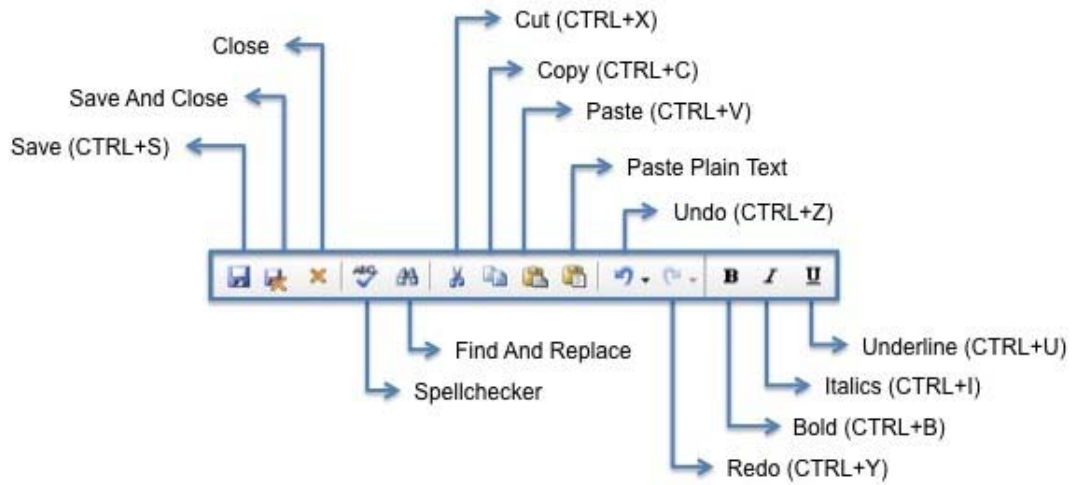 Cut (CTRL+X)
Close
Copy (CTRL+C)
Save And Close
Paste (CTRL+V)
Save (CTRL+S)
Paste Plain Text
Undo (CTRL+Z)
ABC
B I U
Find And Replace
Underline (CTRL+U)
Spellchecker
Italics (CTRL+I)
Bold (CTRL+B)
Redo (CTRL+Y)